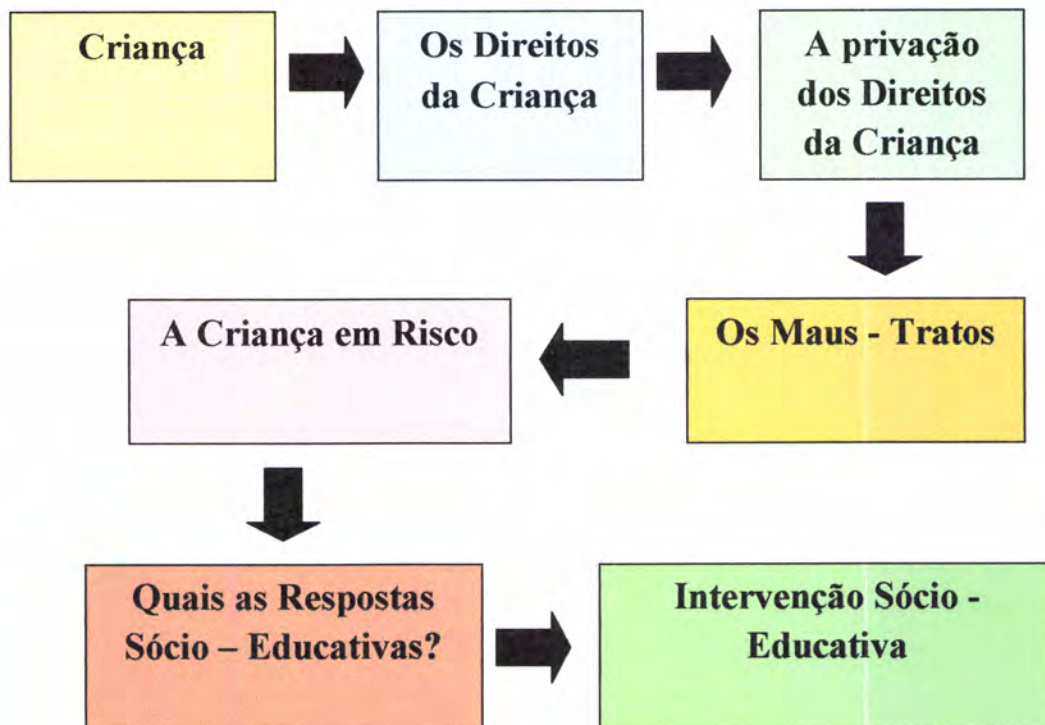 Criança
Os Direitos
da Criança
A privação
dos Direitos
da Criança
Os Maus - Tratos
A Criança em Risco
Quais as Respostas
Sócio – Educativas?
Intervenção Sócio -
Educativa